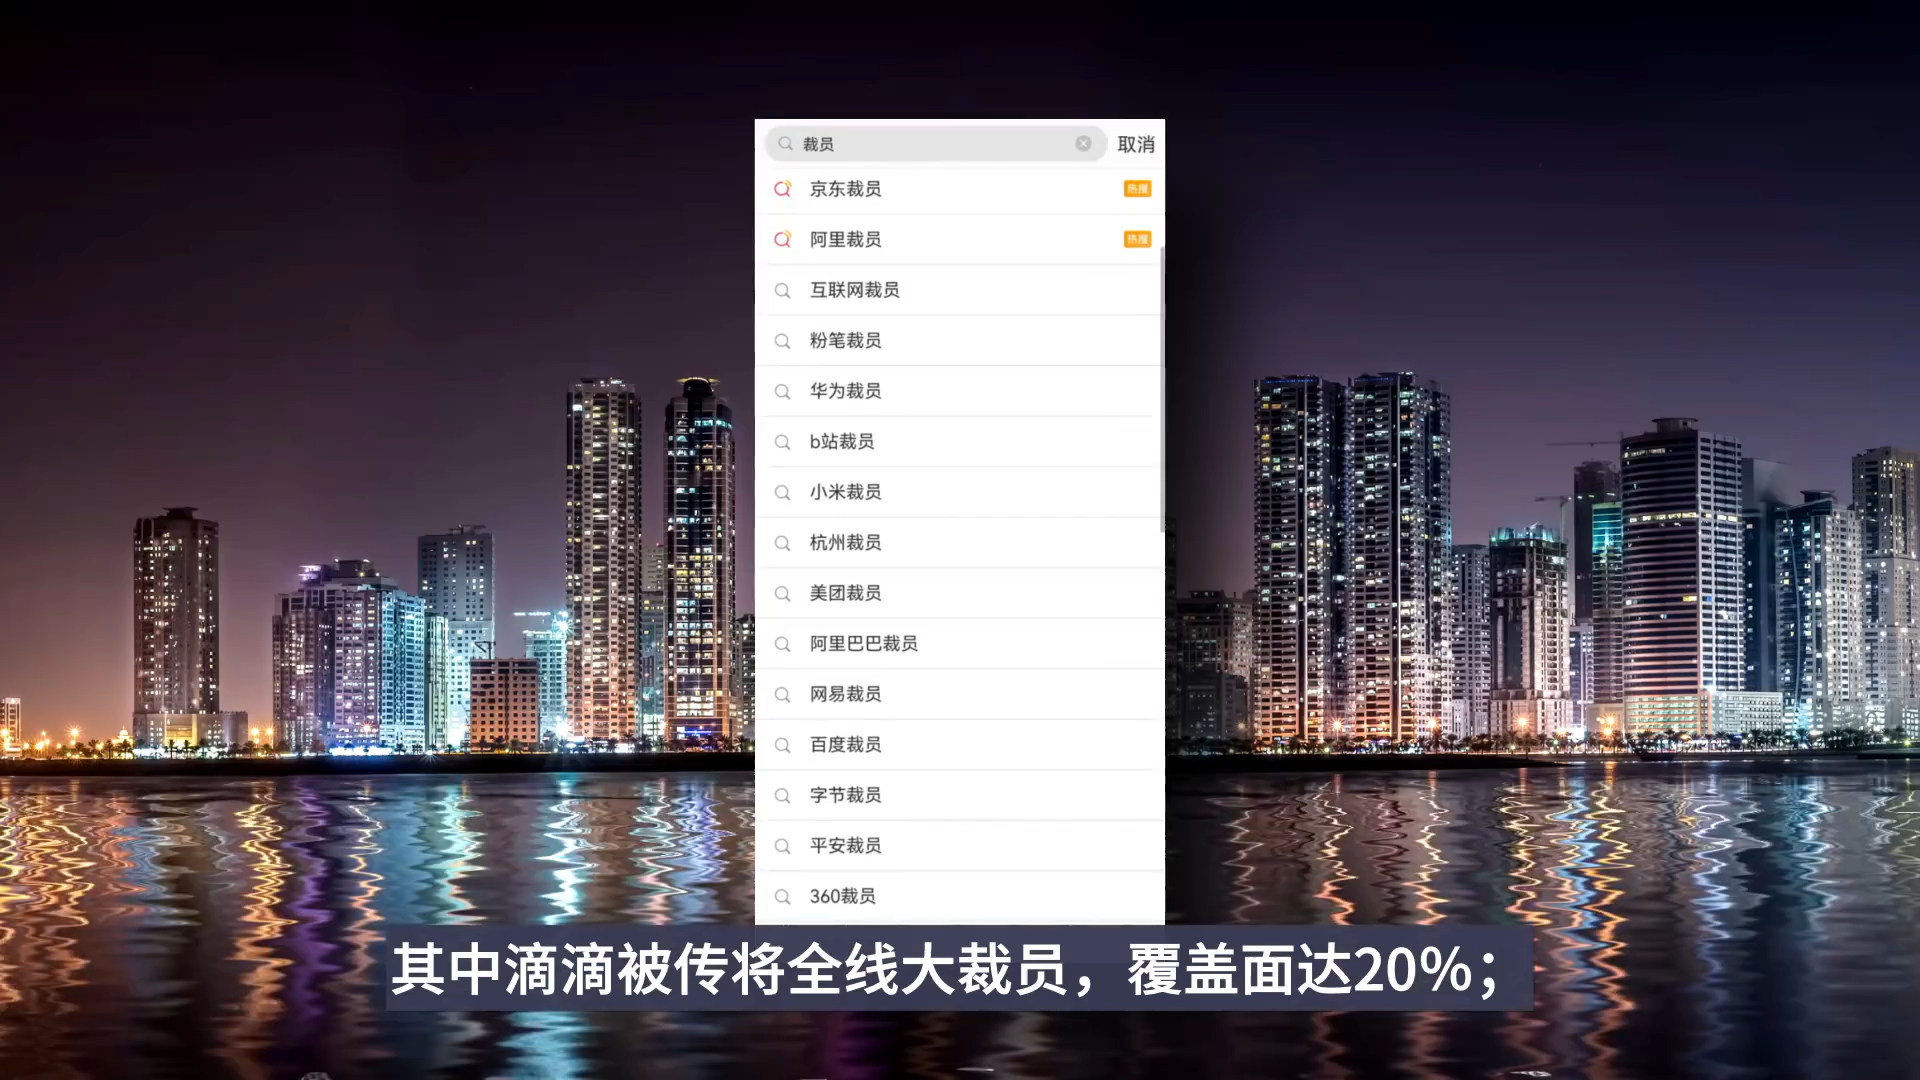 裁员
取消
京东裁员
热搜
阿里裁员
热搜
互联网裁员
粉笔裁员
华为裁员
b站裁员
小米裁员
杭州裁员
美团裁员
阿里巴巴裁员
网易裁员
百度裁员
字节裁员
平安裁员
360裁员
其中滴滴被传将全线大裁员，覆盖面达20%；